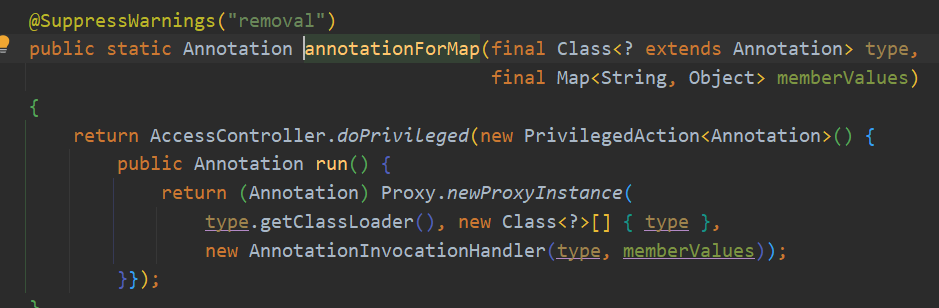 @SuppressWarnings("removal")
public static Annotation annotationForMap(final Class<? extends Annotation> type,
final Map<String, Object> memberValues)
{
return AccessController.doPrivileged(new PrivilegedAction<Annotation>() {
public Annotation run() {
return (Annotation) Proxy.newProxyInstance(
type.getClassLoader(), new Class<?>[] { type },
new AnnotationInvocationHandler(type, memberValues));
}});
}